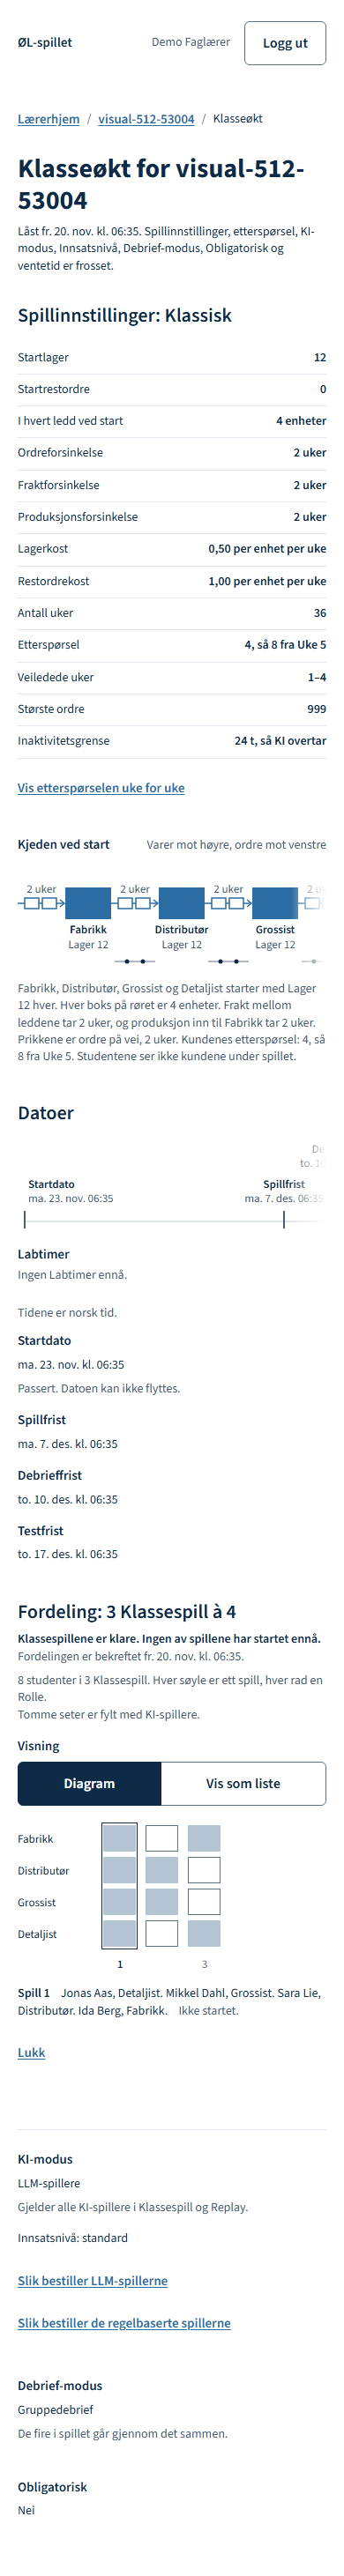 ØL-spillet
Demo Faglærer
Logg ut
Lærerhjem / visual-512-53004 / Klasseøkt
Klasseøkt for visual-512-
53004
Låst fr. 20. nov. kl. 06:35. Spillinnstillinger, etterspørsel, KI-
modus, Innsatsnivå, Debrief-modus, Obligatorisk og
ventetid er frosset.
Spillinnstillinger: Klassisk
Startlager 12
Startrestordre 0
I hvert ledd ved start 4 enheter
Ordreforsinkelse 2 uker
Fraktforsinkelse 2 uker
Produksjonsforsinkelse 2 uker
Lagerkost 0,50 per enhet per uke
Restordrekost 1,00 per enhet per uke
Antall uker 36
Etterspørsel 4, så 8 fra Uke 5
Veiledede uker 1–4
Største ordre 999
Inaktivitetsgrense 24 t, så KI overtar
Vis etterspørselen uke for uke
Kjeden ved start Varer mot høyre, ordre mot venstre
2 uker 2 uker 2 uker 2 u
Fabrikk Distributør Grossist
Lager 12 Lager 12 Lager 12
Fabrikk, Distributør, Grossist og Detaljist starter med Lager
12 hver. Hver boks på røret er 4 enheter. Frakt mellom
leddene tar 2 uker, og produksjon inn til Fabrikk tar 2 uker.
Prikkene er ordre på vei, 2 uker. Kundenes etterspørsel: 4, så
8 fra Uke 5. Studentene ser ikke kundene under spillet.
Datoer
De
to. 10
Startdato Spillfrist
ma. 23. nov. 06:35 ma. 7. des. 06:35
Labtimer
Ingen Labtimer ennå.
Tidene er norsk tid.
Startdato
ma. 23. nov. kl. 06:35
Passert. Datoen kan ikke flyttes.
Spillfrist
ma. 7. des. kl. 06:35
Debrieffrist
to. 10. des. kl. 06:35
Testfrist
to. 17. des. kl. 06:35
Fordeling: 3 Klassespill à 4
Klassespillene er klare. Ingen av spillene har startet ennå.
Fordelingen er bekreftet fr. 20. nov. kl. 06:35.
8 studenter i 3 Klassespill. Hver søyle er ett spill, hver rad en
Rolle.
Tomme seter er fylt med KI-spillere.
Visning
Diagram Vis som liste
Fabrikk
Distributør
Grossist
Detaljist
1 3
Spill 1 Jonas Aas, Detaljist. Mikkel Dahl, Grossist. Sara Lie,
Distributør. Ida Berg, Fabrikk. Ikke startet.
Lukk
KI-modus
LLM-spillere
Gjelder alle KI-spillere i Klassespill og Replay.
Innsatsnivå: standard
Slik bestiller LLM-spillerne
Slik bestiller de regelbaserte spillerne
Debrief-modus
Gruppedebrief
De fire i spillet går gjennom det sammen.
Obligatorisk
Nei